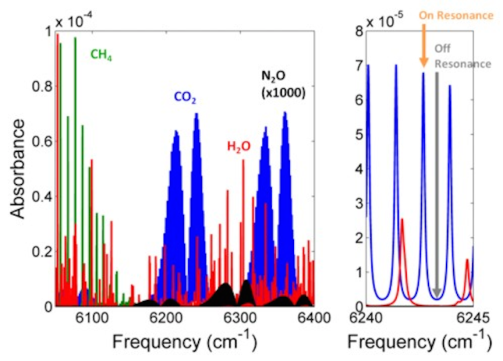 x 10⁻⁴
CH₄
CO₂
N₂O
(x1000)
H₂O
Absorbance
1
0.8
0.6
0.4
0.2
0
6100
6200
6300
6400
Frequency (cm⁻¹)
x 10⁻⁵
On Resonance
Off
Resonance
8
7
6
5
4
3
2
1
0
6240
6245
Frequency (cm⁻¹)